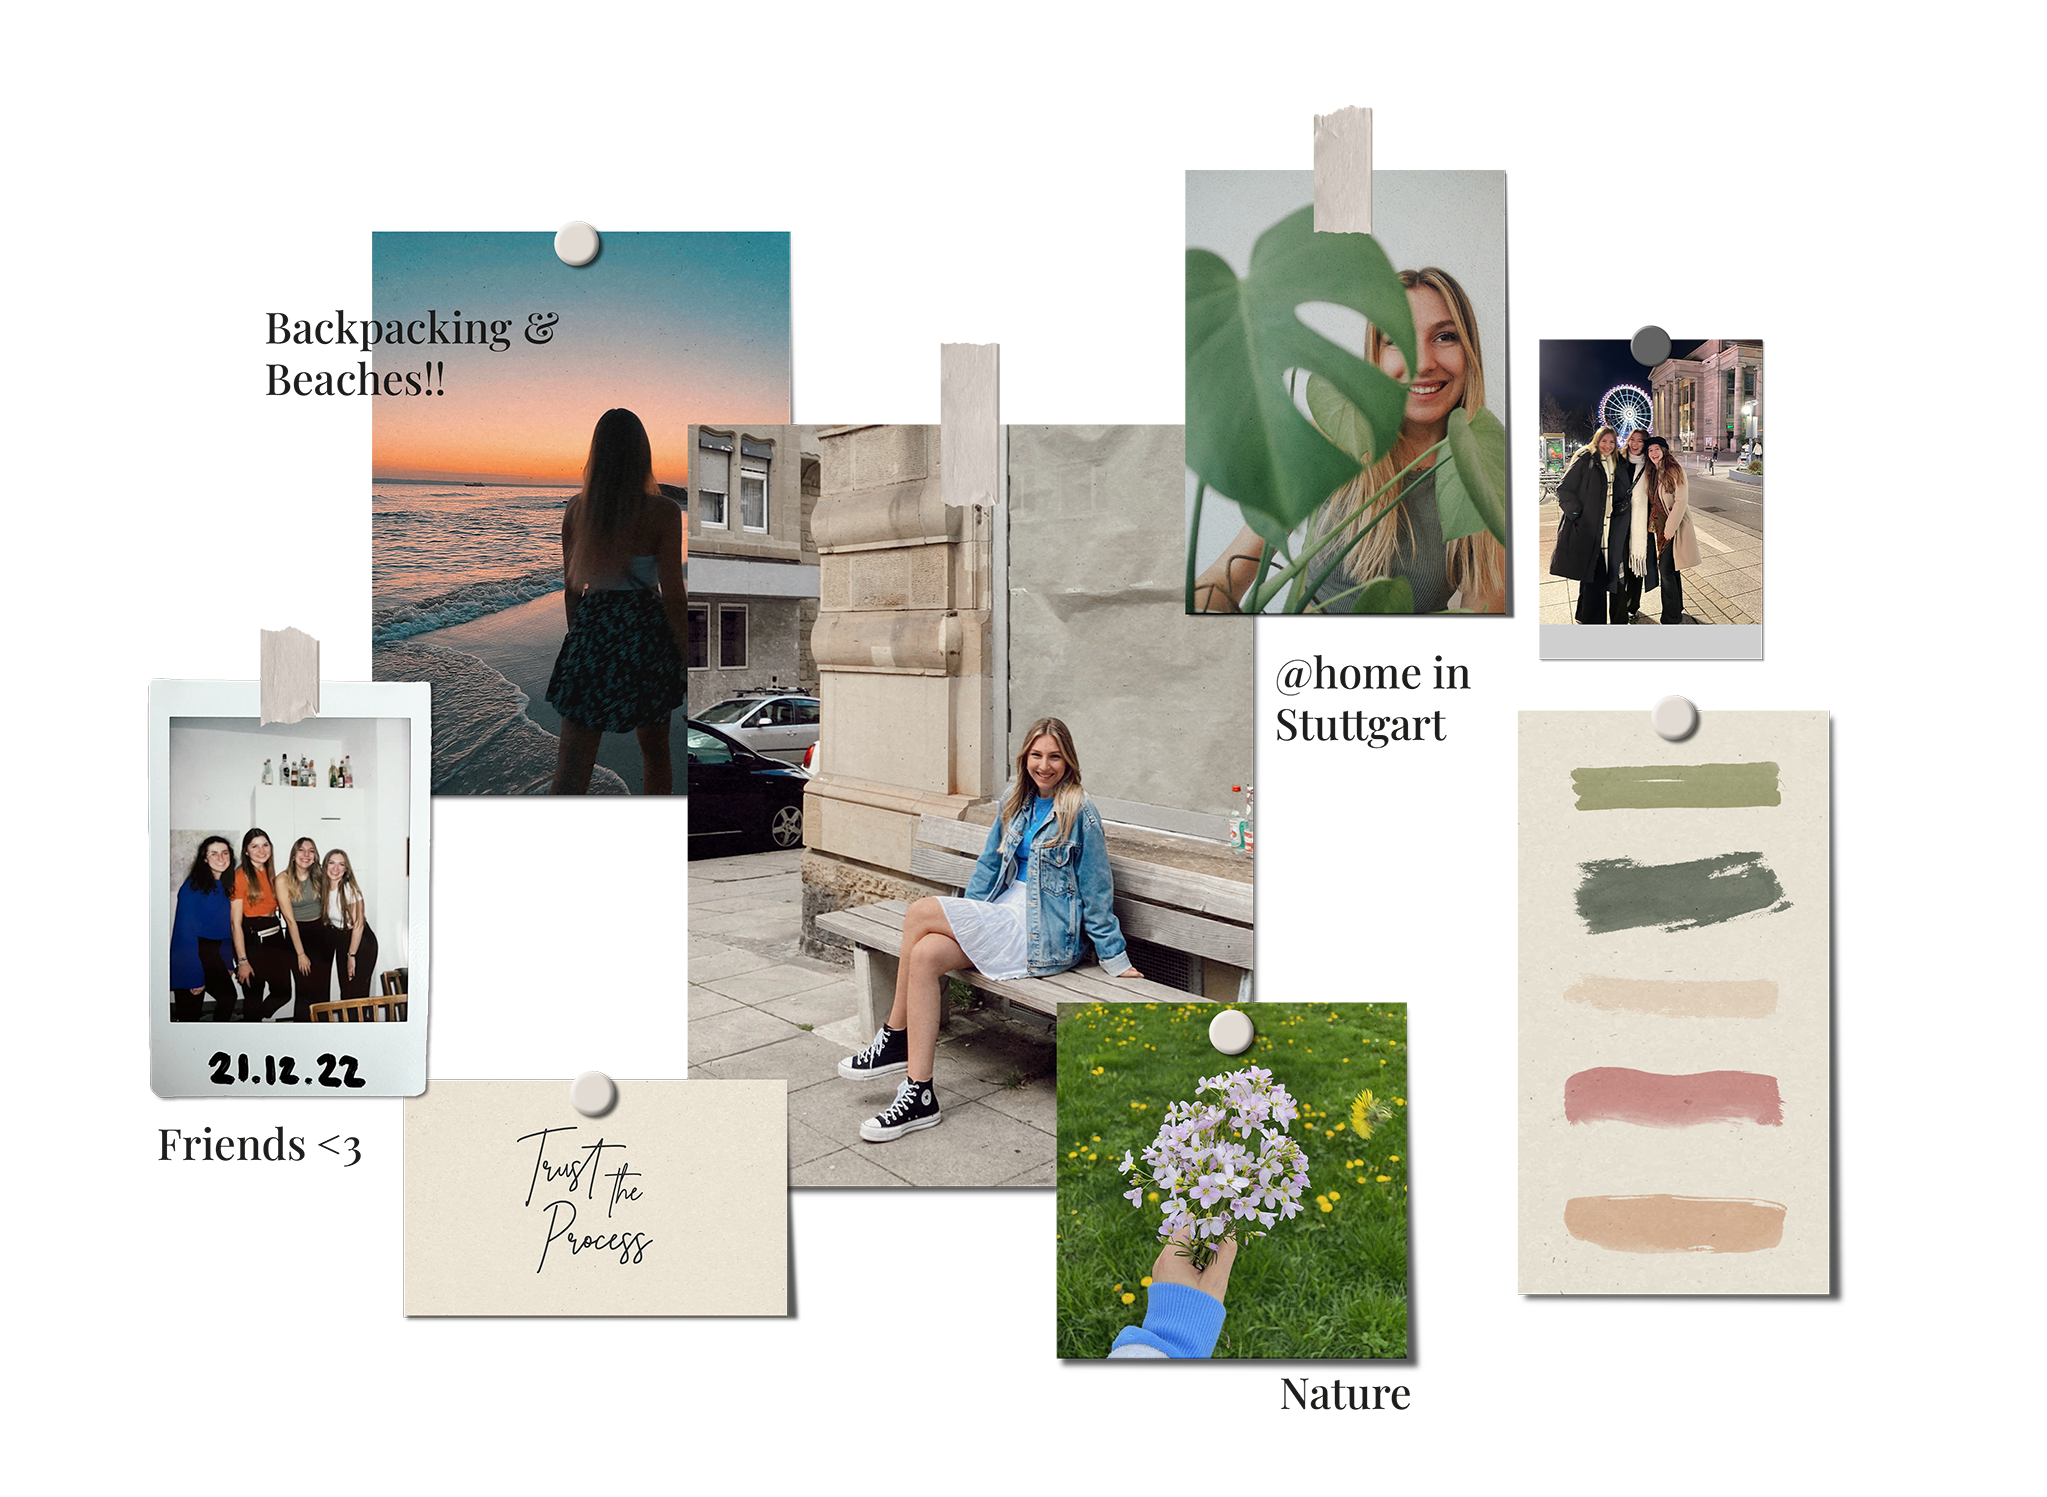 Backpacking &
Beaches!!
@home in
Stuttgart
21.12.22
Friends <3
Trust
the
Process
Nature